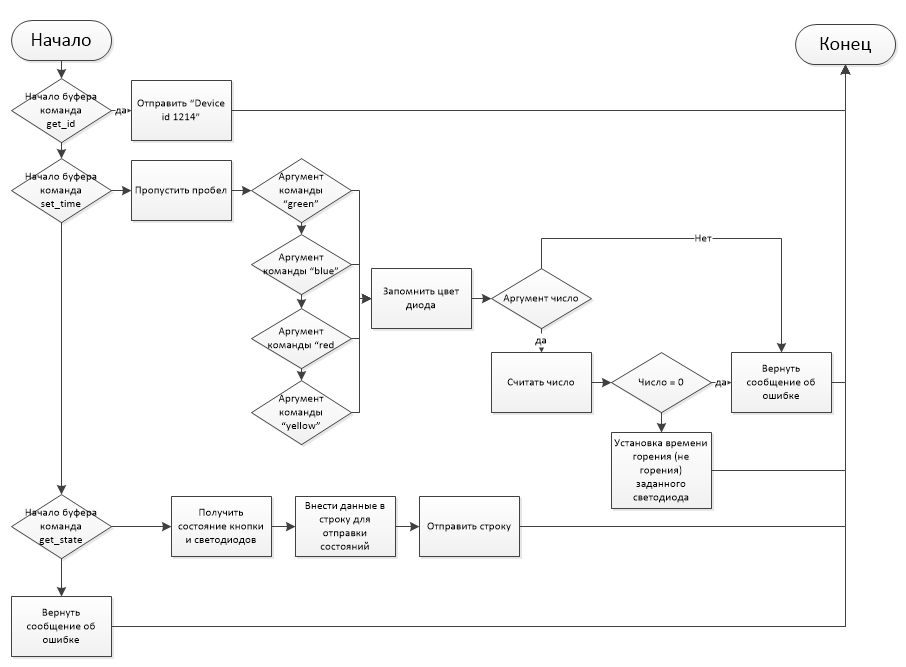 Начало
Конец
Начало буфера
команда
get_id
да
Отправить "Device
id 1214"
Начало буфера
команда
set_time
Пропустить пробел
Аргумент
команды
"green"
Аргумент
команды "blue"
Аргумент
команды "red
Аргумент
команды
"yellow"
Запомнить цвет
диода
Аргумент число
Нет
да
Считать число
Число = 0
да
Вернуть
сообщение об
ошибке
Установка времени
горения (не
горения)
заданного
светодиода
Начало буфера
команда
get_state
Получить
состояние кнопки
и светодиодов
Внести данные в
строку для
отправки
состояний
Отправить строку
Вернуть
сообщение об
ошибке